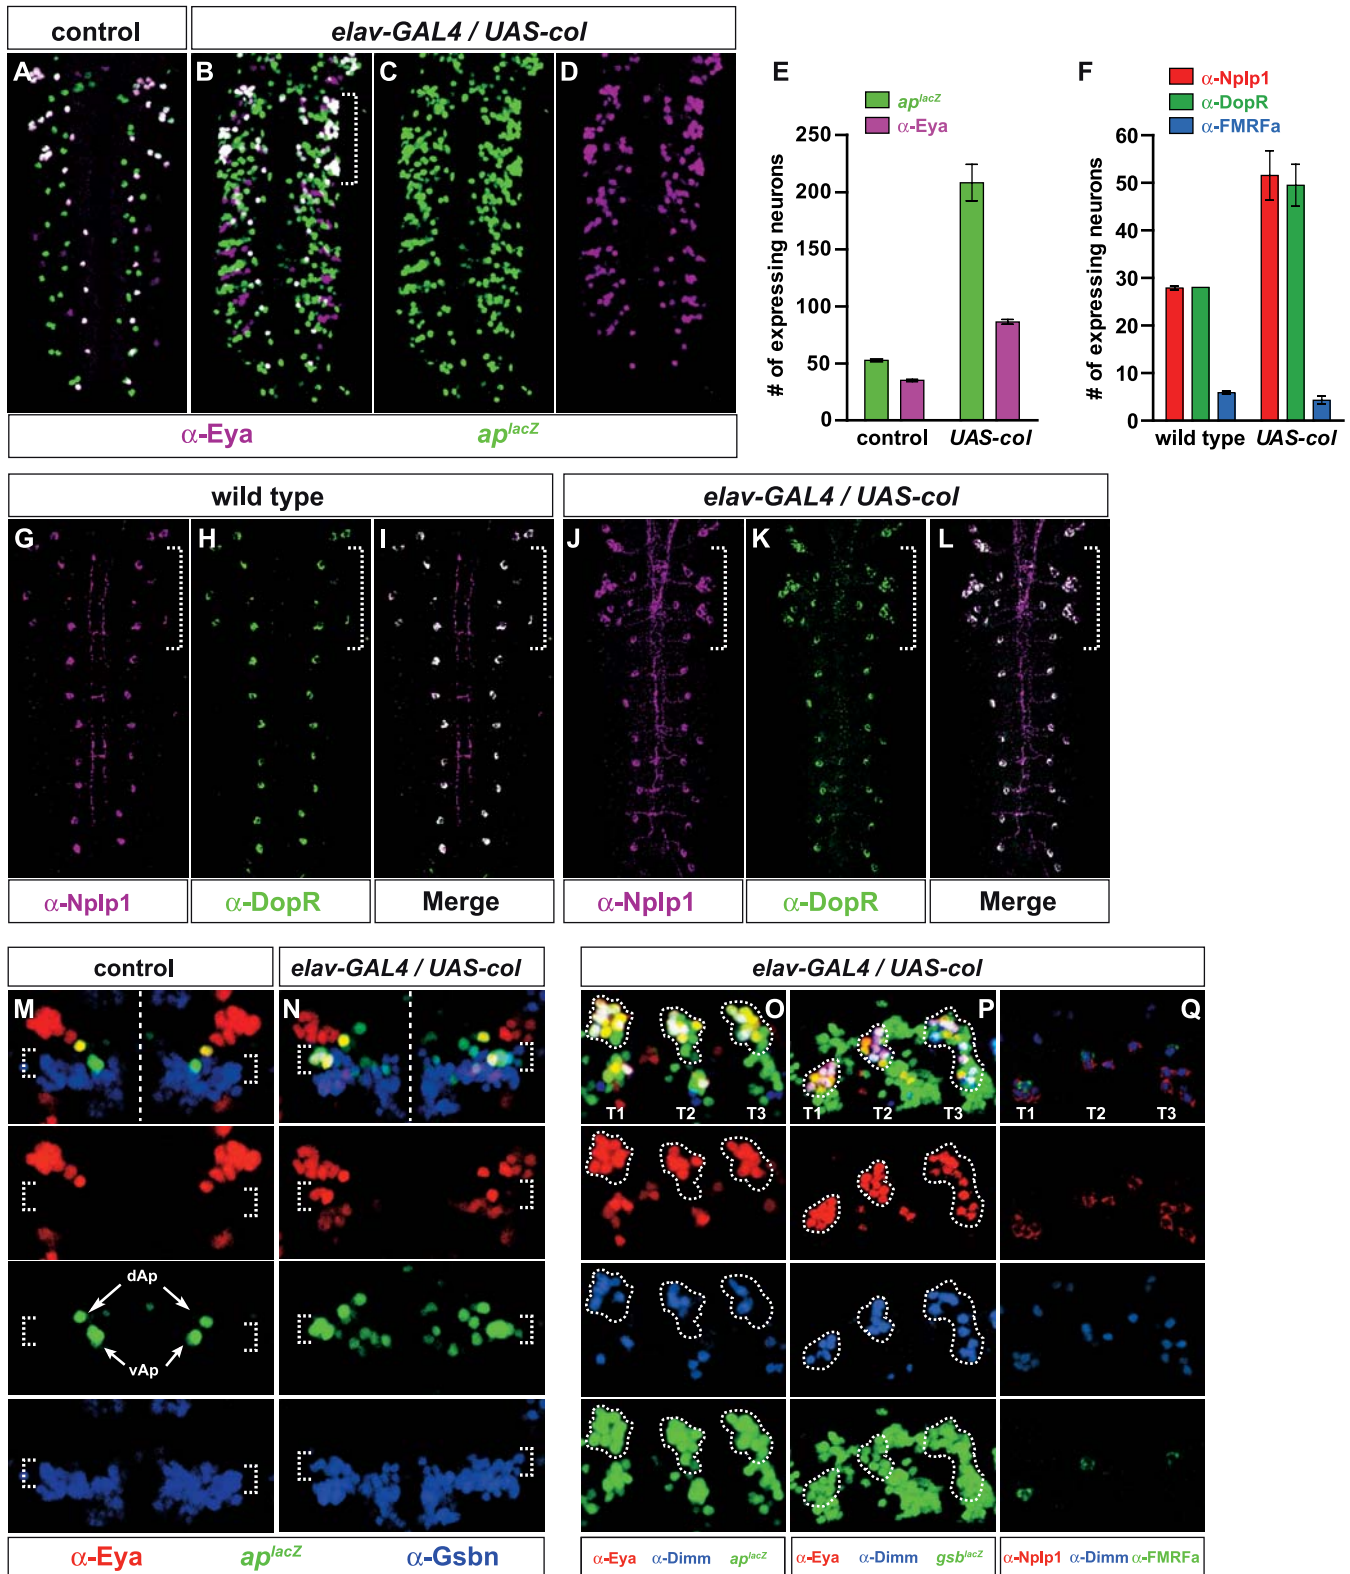 control
elav-GAL4 / UAS-col
A
B
C
D
α-Eya
ap^lacZ
E
ap^lacZ
α-Eya
# of expressing neurons
250
200
150
100
50
0
control
UAS-col
F
α-Nplp1
α-DopR
α-FMRFa
# of expressing neurons
60
50
40
30
20
10
0
wild type
UAS-col
wild type
elav-GAL4 / UAS-col
G
H
I
J
K
L
α-Nplp1
α-DopR
Merge
α-Nplp1
α-DopR
Merge
control
elav-GAL4 / UAS-col
elav-GAL4 / UAS-col
M
N
O
P
Q
T1 T2 T3
T1 T2 T3
T1 T2 T3
dAp
vAp
α-Eya
ap^lacZ
α-Gsbn
α-Eya α-Dimm ap^lacZ
α-Eya α-Dimm gsb^lacZ
α-Nplp1 α-Dimm α-FMRFa